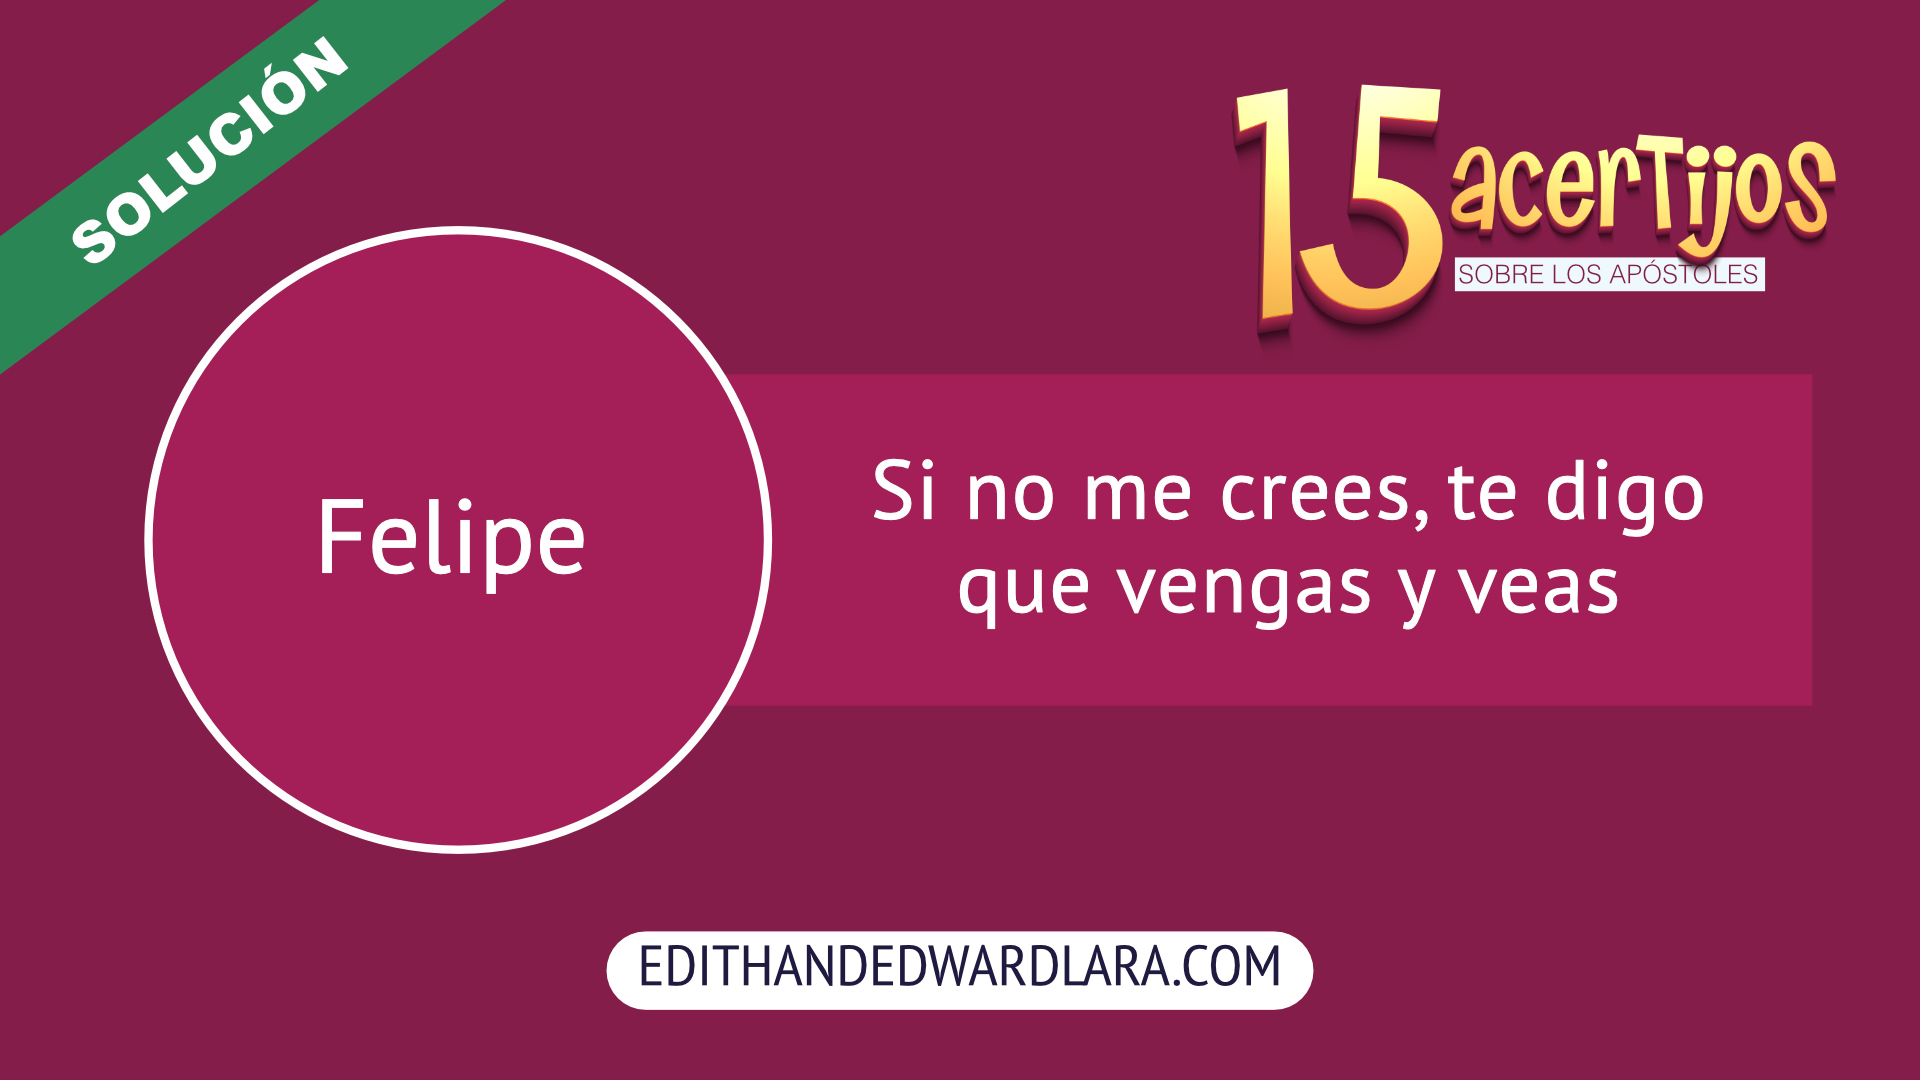 SOLUCIÓN
15 acertijos
SOBRE LOS APÓSTOLES
Felipe
Si no me crees, te digo
que vengas y veas
EDITHANDEDWARDLARA.COM